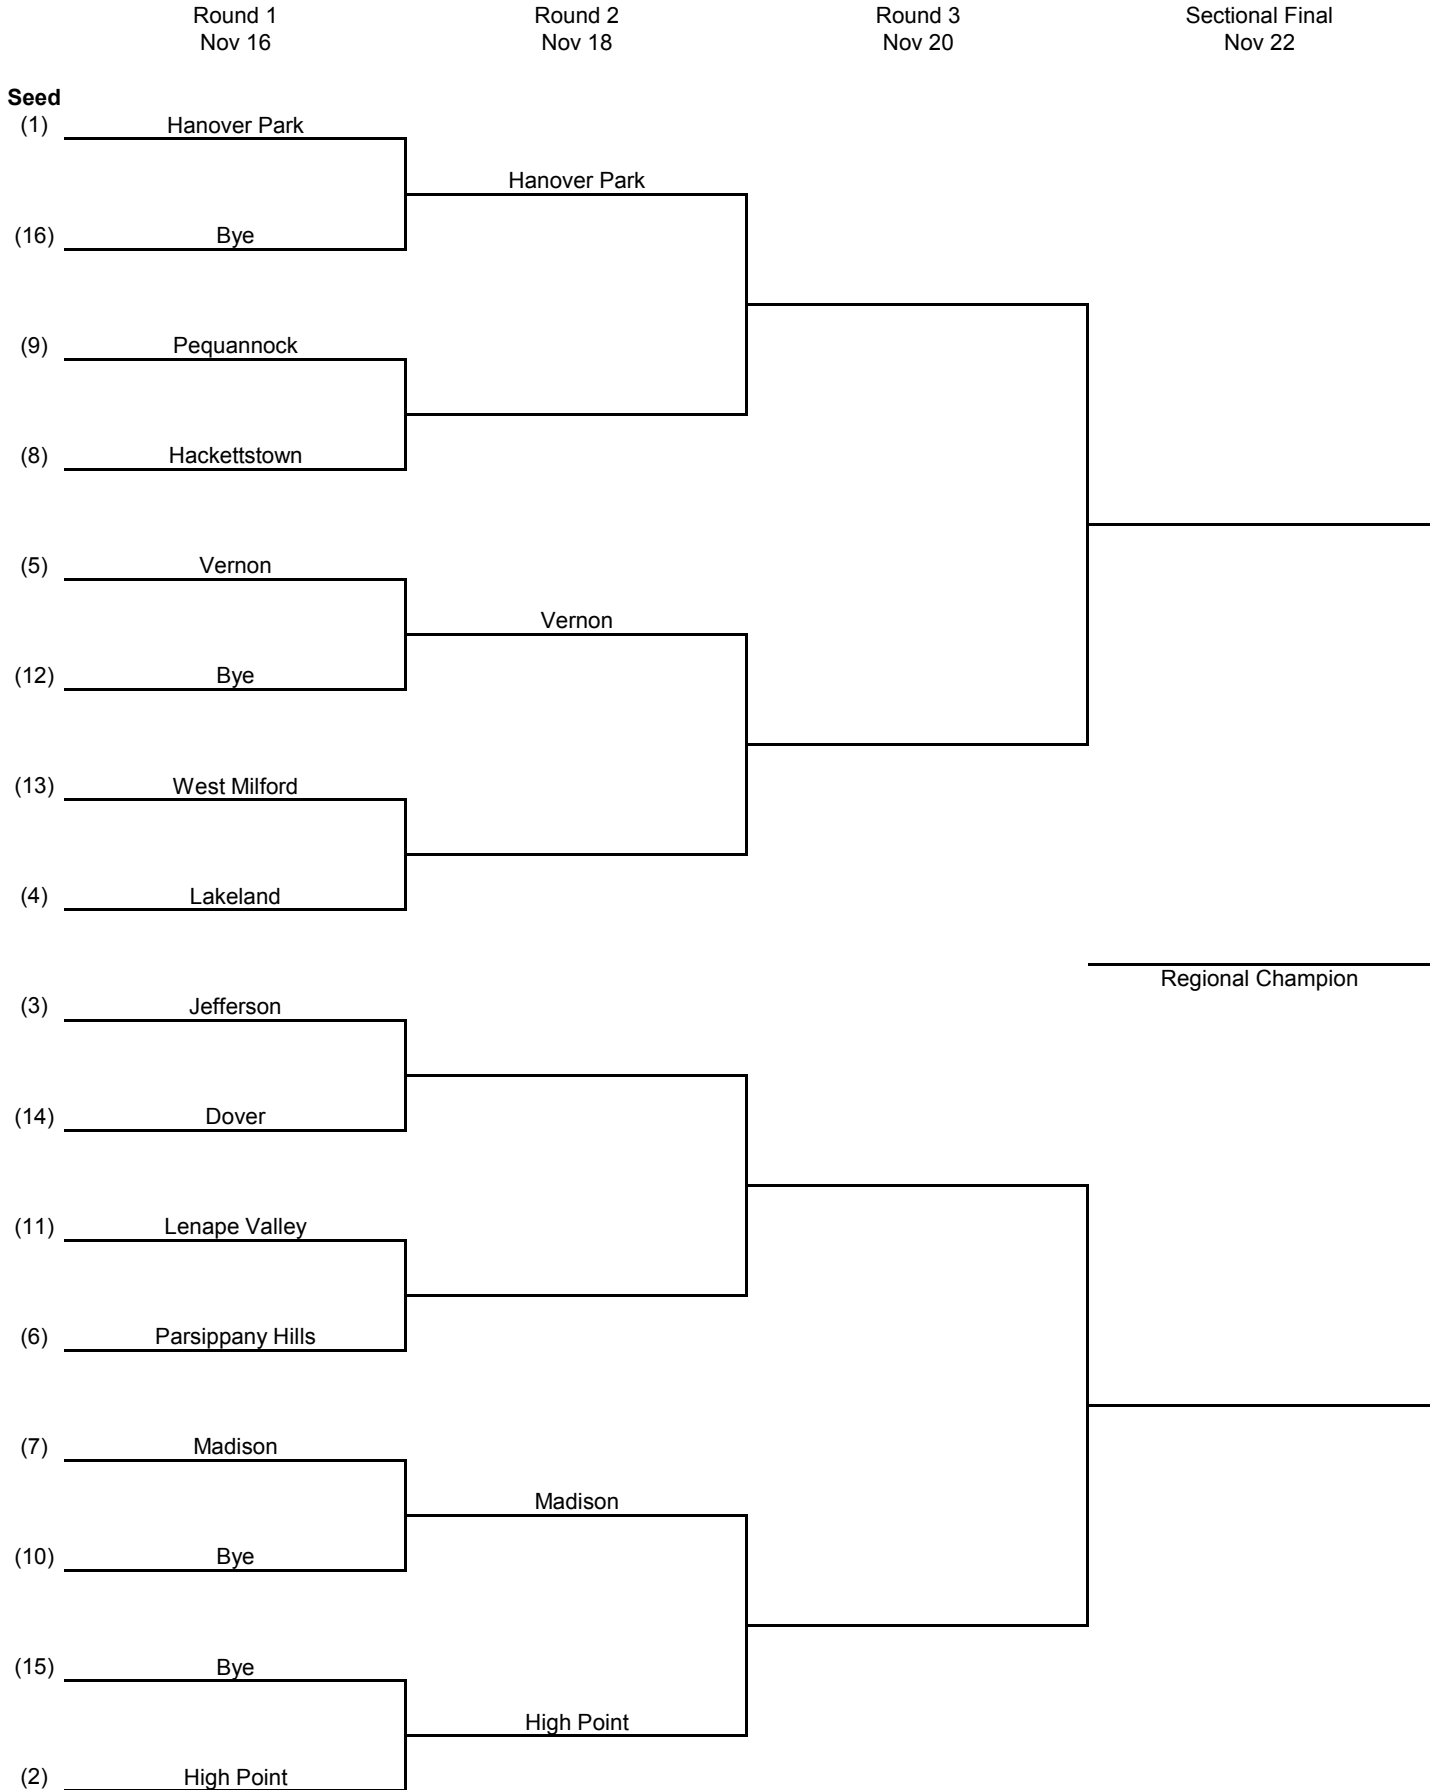 Round 1 Round 2 Round 3 Sectional Final
Nov 16 Nov 18 Nov 20 Nov 22
Seed
(1) Hanover Park
Hanover Park
(16) Bye
(9) Pequannock
(8) Hackettstown
(5) Vernon
Vernon
(12) Bye
(13) West Milford
(4) Lakeland
Regional Champion
(3) Jefferson
(14) Dover
(11) Lenape Valley
(6) Parsippany Hills
(7) Madison
Madison
(10) Bye
(15) Bye
High Point
(2) High Point